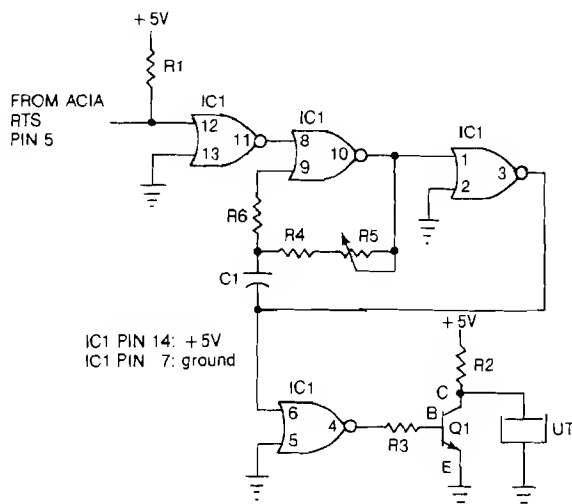 +5V
R1
FROM ACIA
RTS
PIN 5
IC1
12
13
11
IC1
8
9
10
IC1
1
2
3
R6
R4
R5
C1
IC1 PIN 14: +5V
IC1 PIN 7: ground
IC1
6
5
4
R3
+5V
R2
C
B
Q1
E
UT